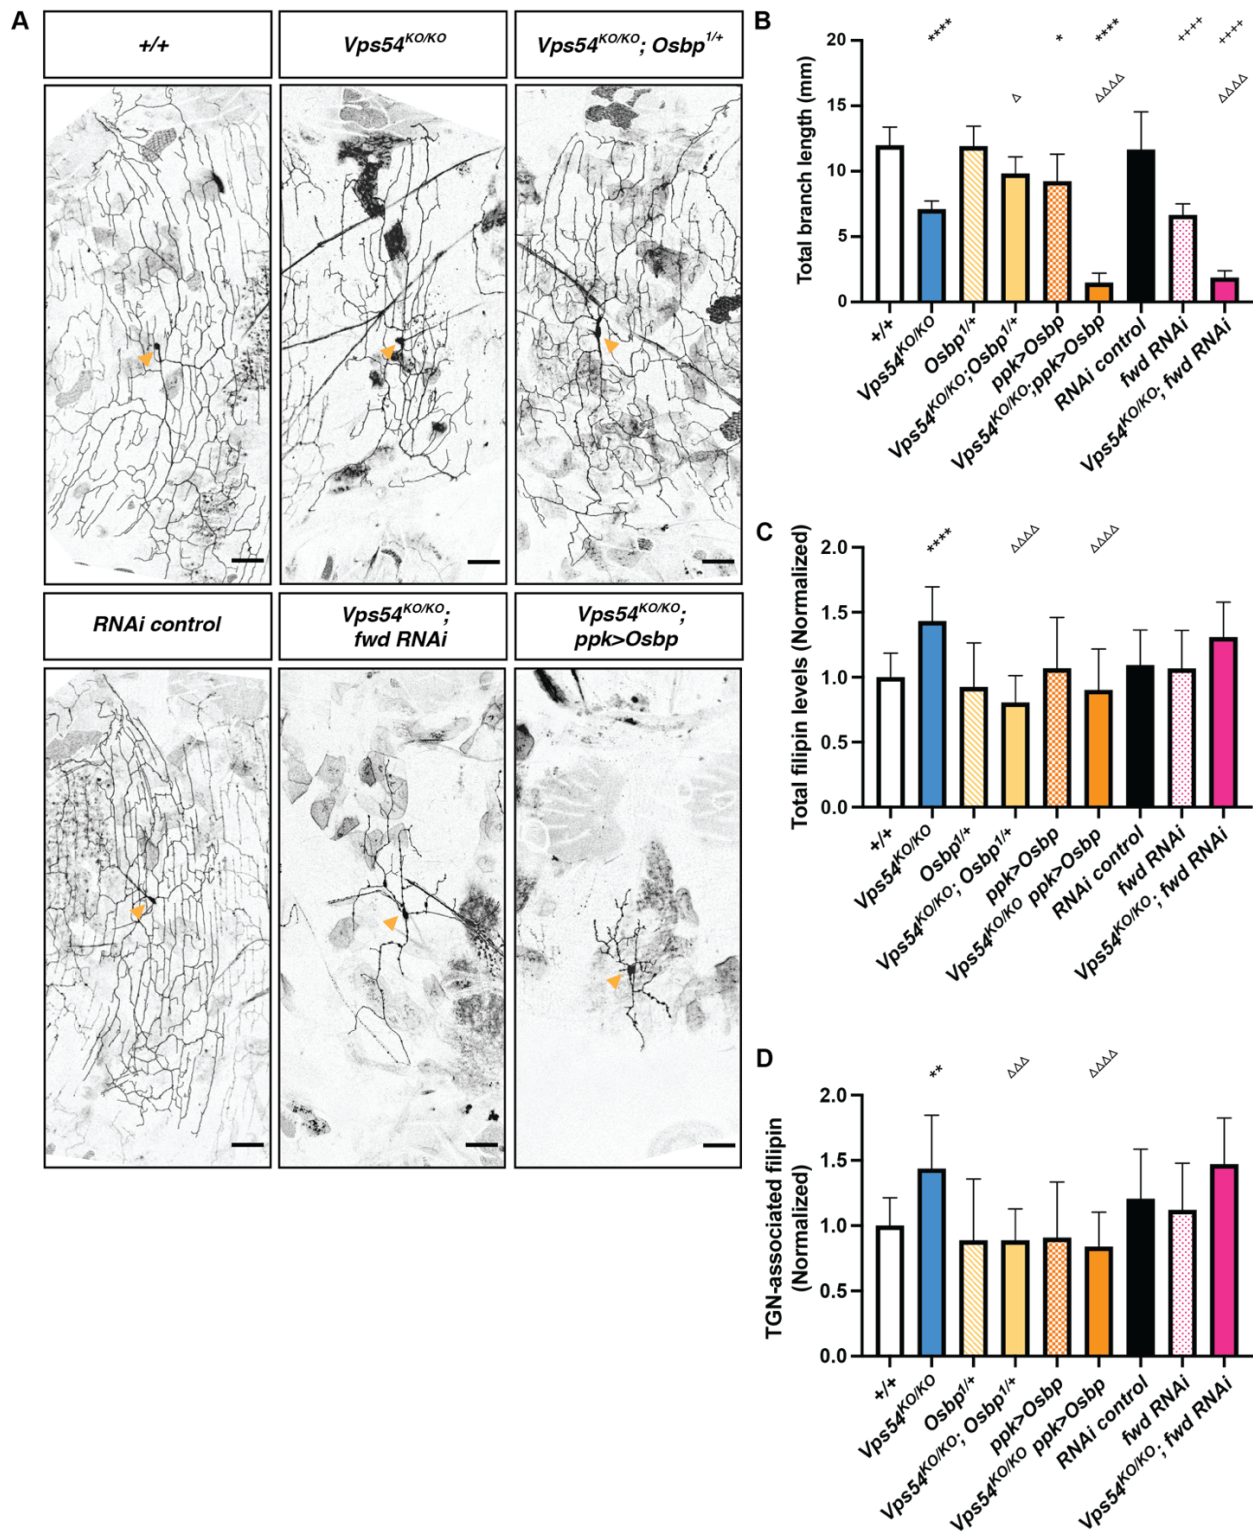 A
+/+
Vps54KO/KO
Vps54KO/KO; Osbp1/+
RNAi control
Vps54KO/KO;
fwd RNAi
Vps54KO/KO;
ppk>Osbp
B
Total branch length (mm)
20
15
10
5
0
****
Δ
*
****
ΔΔΔΔ
++++
++++
ΔΔΔΔ
+/+
Vps54KO/KO
Osbp1/+
Vps54KO/KO;Osbp1/+
ppk>Osbp
Vps54KO/KO;ppk>Osbp
RNAi control
fwd RNAi
Vps54KO/KO; fwd RNAi
C
Total filipin levels (Normalized)
2.0
1.5
1.0
0.5
0.0
****
ΔΔΔΔ
ΔΔΔΔ
+/+
Vps54KO/KO
Osbp1/+
Vps54KO/KO; Osbp1/+
ppk>Osbp
Vps54KO/KO ppk>Osbp
RNAi control
fwd RNAi
Vps54KO/KO; fwd RNAi
D
TGN-associated filipin
(Normalized)
2.0
1.5
1.0
0.5
0.0
**
ΔΔΔ
ΔΔΔΔ
+/+
Vps54KO/KO
Osbp1/+
Vps54KO/KO; Osbp1/+
ppk>Osbp
Vps54KO/KO ppk>Osbp
RNAi control
fwd RNAi
Vps54KO/KO; fwd RNAi